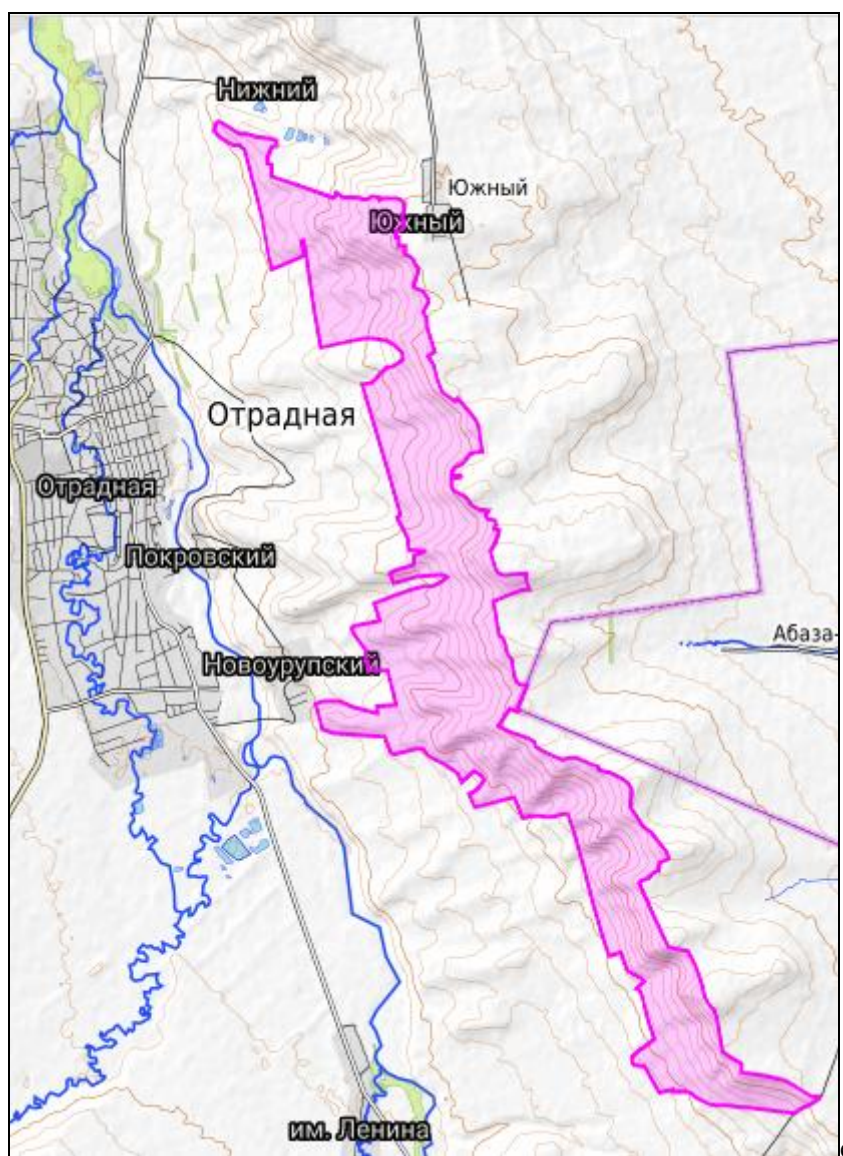 Нижний
Южный
Южный
Отрадная
Отрадная
Покровский
Абаза-
Новоурупский
им. Ленина